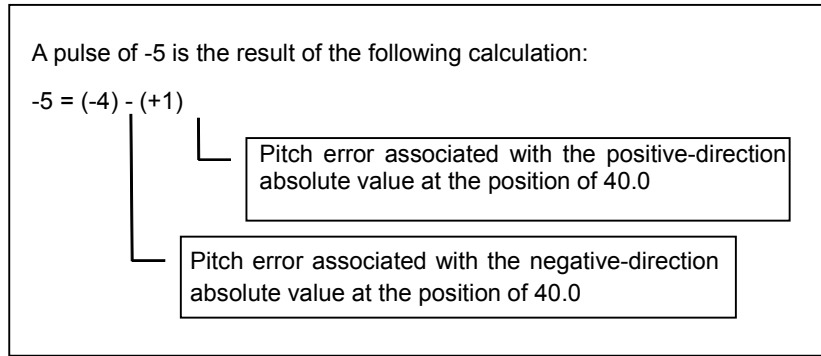 A pulse of -5 is the result of the following calculation:
-5 = (-4) - (+1)
Pitch error associated with the positive-direction
absolute value at the position of 40.0
Pitch error associated with the negative-direction
absolute value at the position of 40.0